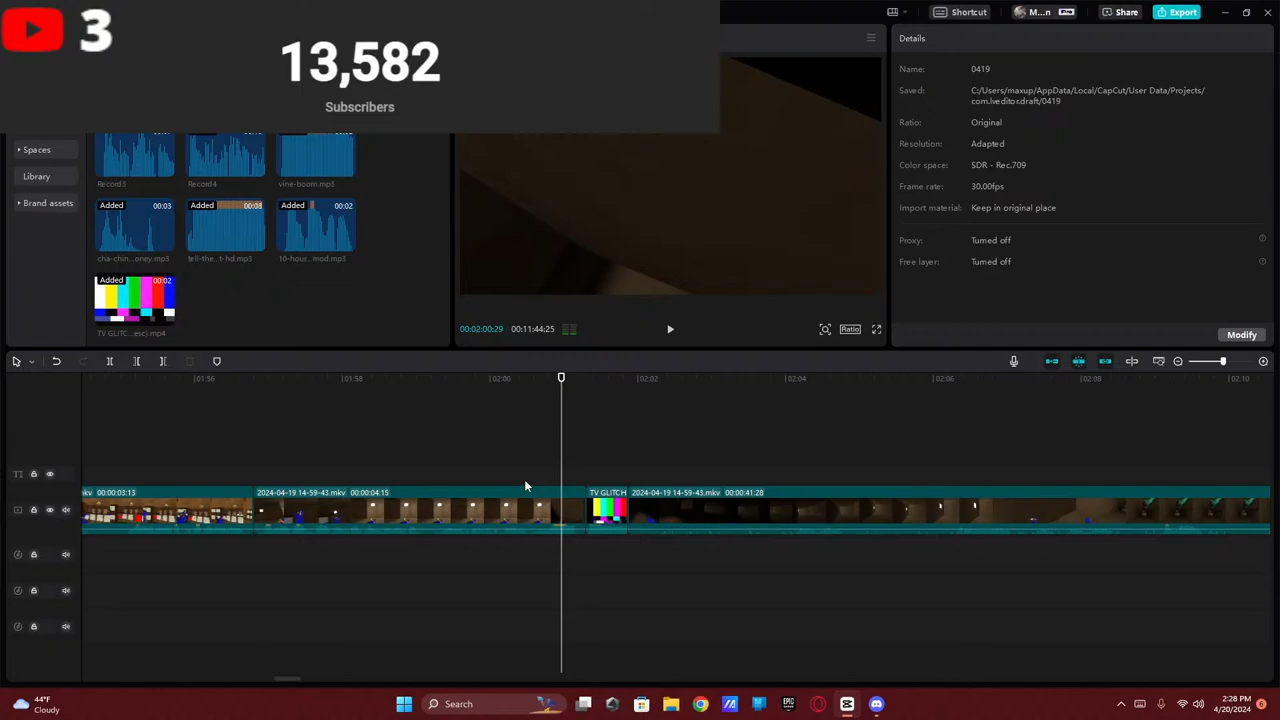 3
13,582
Subscribers
Shortcut
M...n
Pro
Share
Export
Spaces
Library
Brand assets
Record3
Record4
vine-boom.mp3
Added
00:03
Added
00:08
Added
00:02
cha-chin...oney.mp3
tell-the...t-hd.mp3
10-hour...mod.mp3
Added
00:02
TV GLITC...esc).mp4
00:02:00:29
00:11:44:25
Ratio
Details
Name:
0419
Saved:
C:/Users/maxup/AppData/Local/CapCut/User Data/Projects/
com.lveditor.draft/0419
Ratio:
Original
Resolution:
Adapted
Color space:
SDR - Rec.709
Frame rate:
30.00fps
Import material:
Keep in original place
Proxy:
Turned off
Free layer:
Turned off
Modify
01:56
01:58
02:00
02:02
02:04
02:06
02:08
02:10
TI
.mkv 00:00:03:13
2024-04-19 14-59-43.mkv 00:00:04:15
TV GLITCH
2024-04-19 14-59-43.mkv 00:00:41:28
44°F
Cloudy
Search
EPIC
2:28 PM
4/20/2024